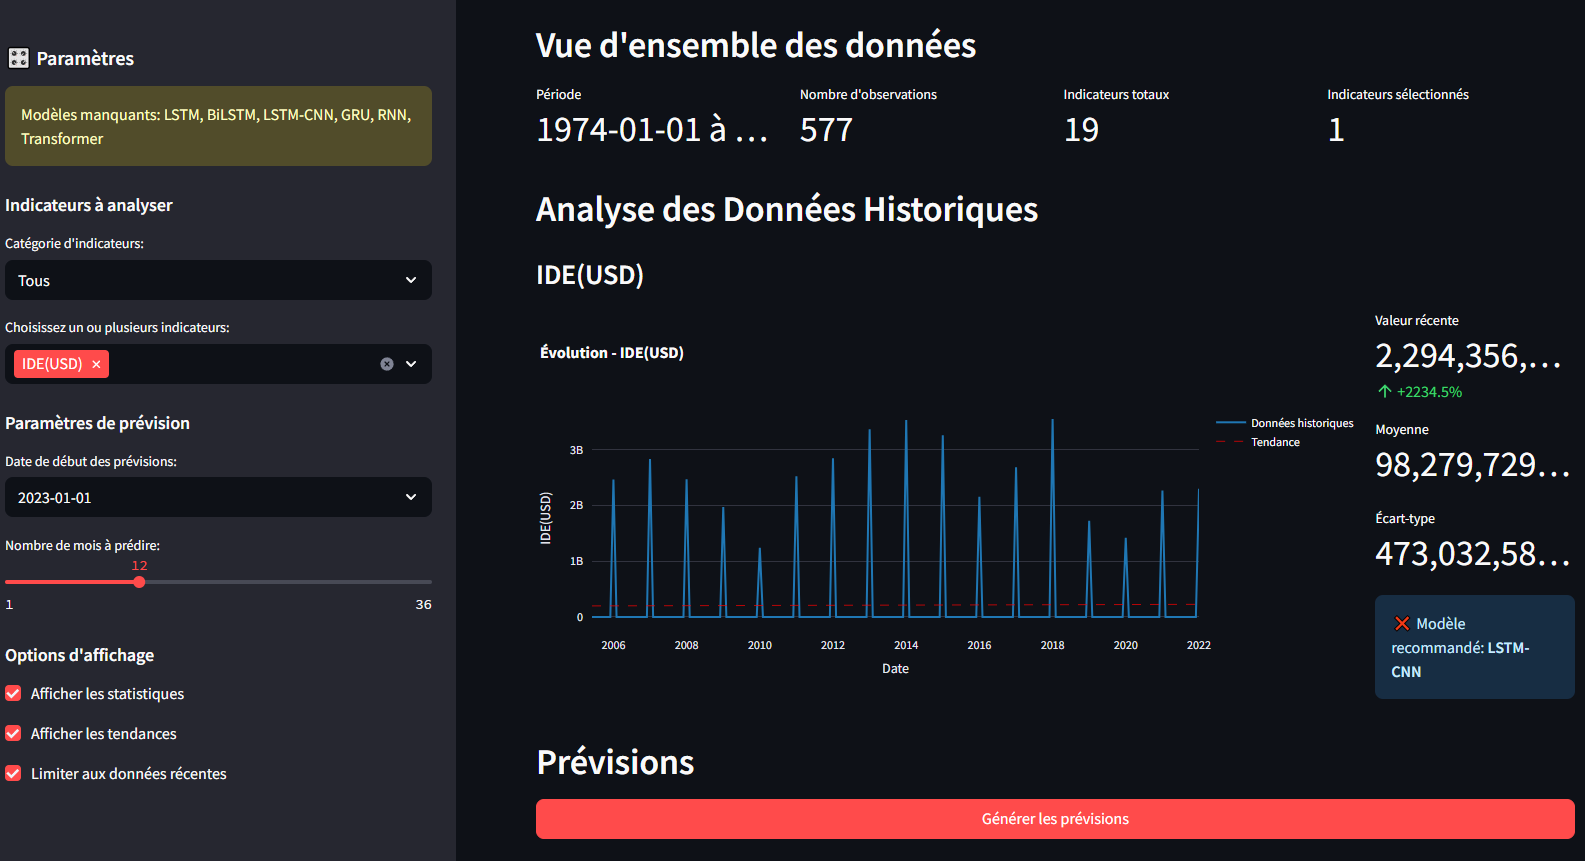 Paramètres
Modèles manquants: LSTM, BiLSTM, LSTM-CNN, GRU, RNN,
Transformer
Indicateurs à analyser
Catégorie d'indicateurs:
Tous
Choisissez un ou plusieurs indicateurs:
IDE(USD)
Paramètres de prévision
Date de début des prévisions:
2023-01-01
Nombre de mois à prédire:
12
1
36
Options d'affichage
Afficher les statistiques
Afficher les tendances
Limiter aux données récentes
Vue d'ensemble des données
Période
1974-01-01 à …
Nombre d'observations
577
Indicateurs totaux
19
Indicateurs sélectionnés
1
Analyse des Données Historiques
IDE(USD)
Évolution - IDE(USD)
3B
2B
1B
0
IDE(USD)
2006
2008
2010
2012
2014
2016
2018
2020
2022
Date
Données historiques
Tendance
Valeur récente
2,294,356,…
+2234.5%
Moyenne
98,279,729…
Écart-type
473,032,58…
Modèle
recommandé: LSTM-
CNN
Prévisions
Générer les prévisions